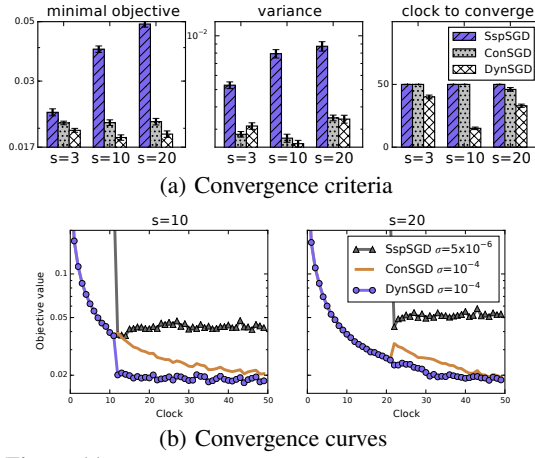 minimal objective
variance
clock to converge
0.05
0.03
0.017
10⁻²
50
0
SspSGD
ConSGD
DynSGD
s=3 s=10 s=20
s=3 s=10 s=20
s=3 s=10 s=20
(a) Convergence criteria
s=10
s=20
Objective value
0.1
0.05
0.02
SspSGD σ=5x10⁻⁶
ConSGD σ=10⁻⁴
DynSGD σ=10⁻⁴
0 10 20 30 40 50
0 10 20 30 40 50
Clock
Clock
(b) Convergence curves